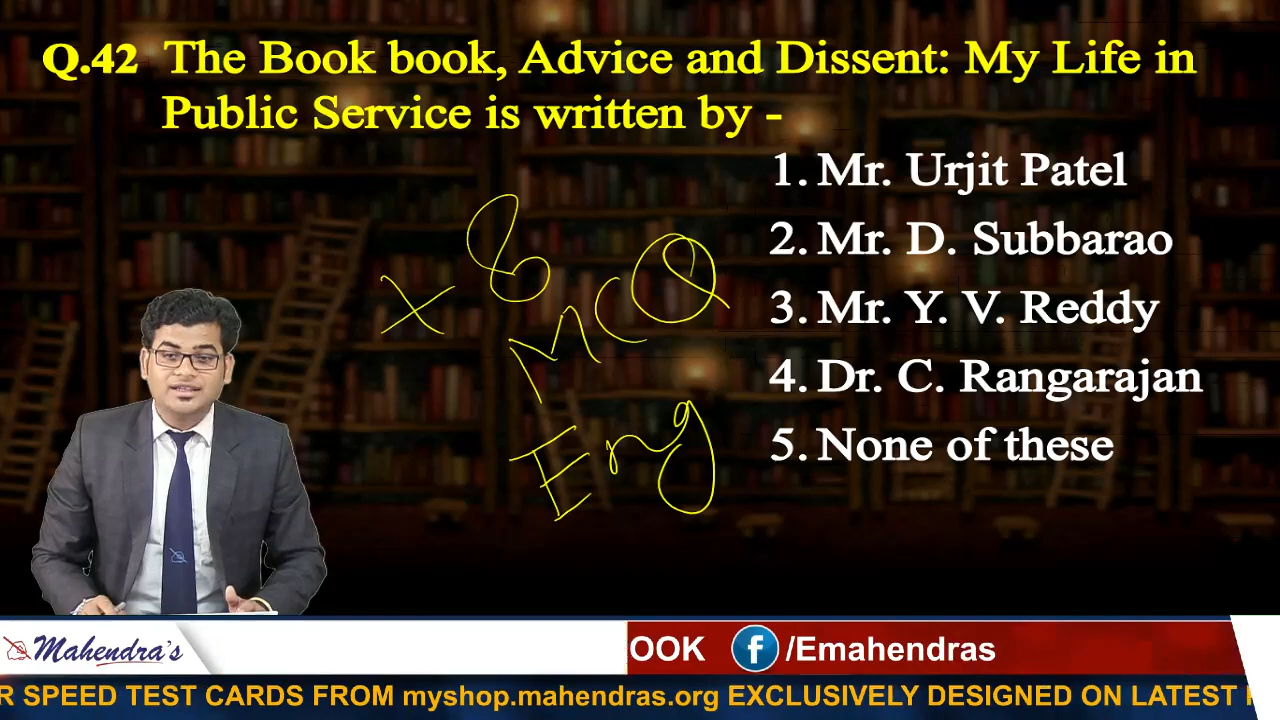 Q.42 The Book book, Advice and Dissent: My Life in
Public Service is written by -
1. Mr. Urjit Patel
2. Mr. D. Subbarao
3. Mr. Y. V. Reddy
4. Dr. C. Rangarajan
5. None of these
x 8
MCQ
Eng
Mahendra's
OOK f /Emahendras
R SPEED TEST CARDS FROM myshop.mahendras.org EXCLUSIVELY DESIGNED ON LATEST